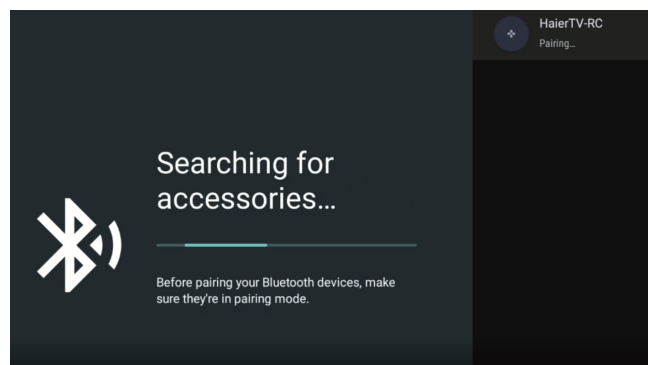 HaierTV-RC
Pairing…
Searching for
accessories…
Before pairing your Bluetooth devices, make
sure they're in pairing mode.